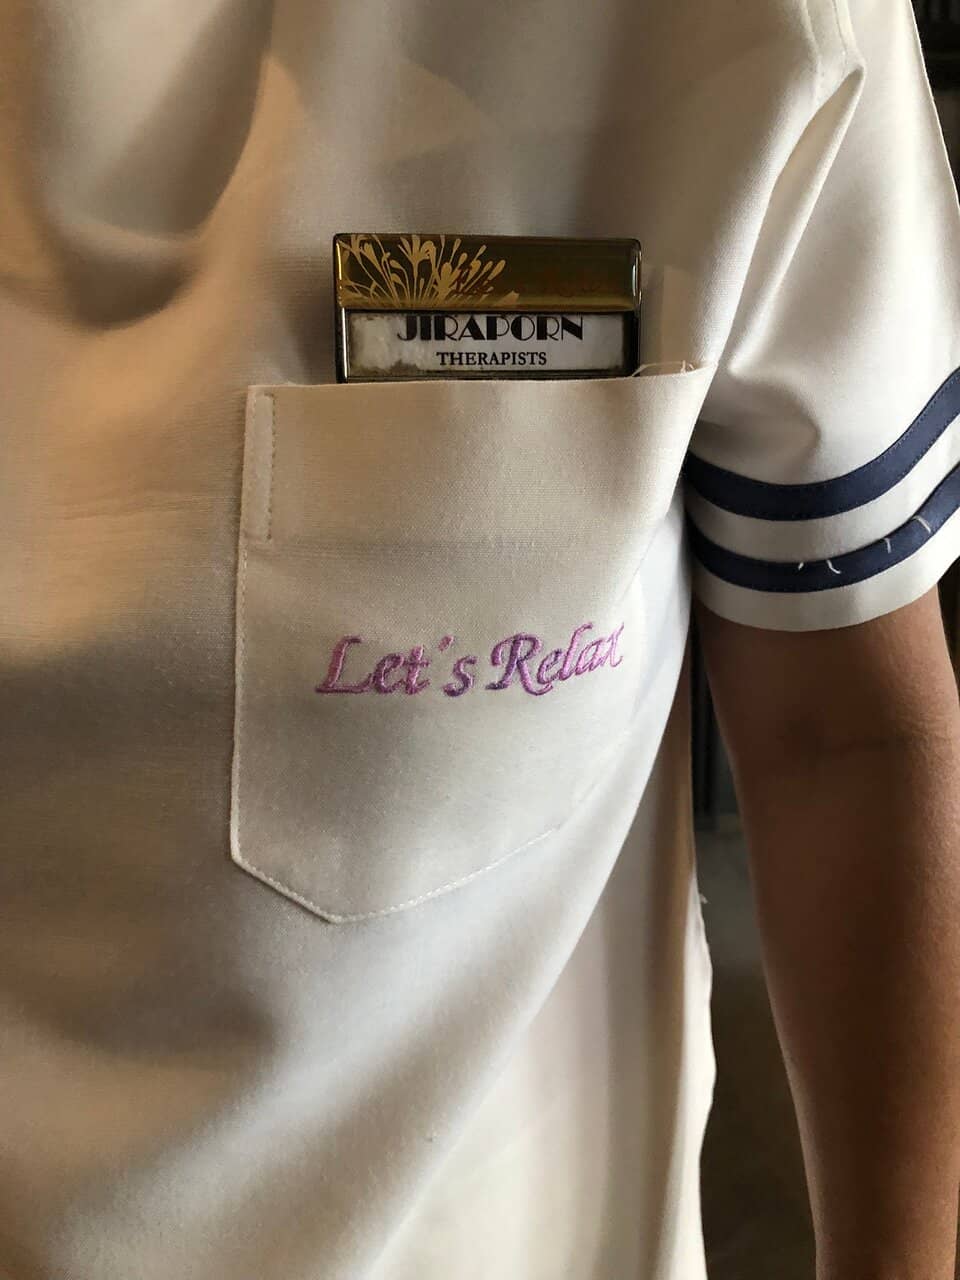 JIRAPORN
THERAPISTS
Let's Relax